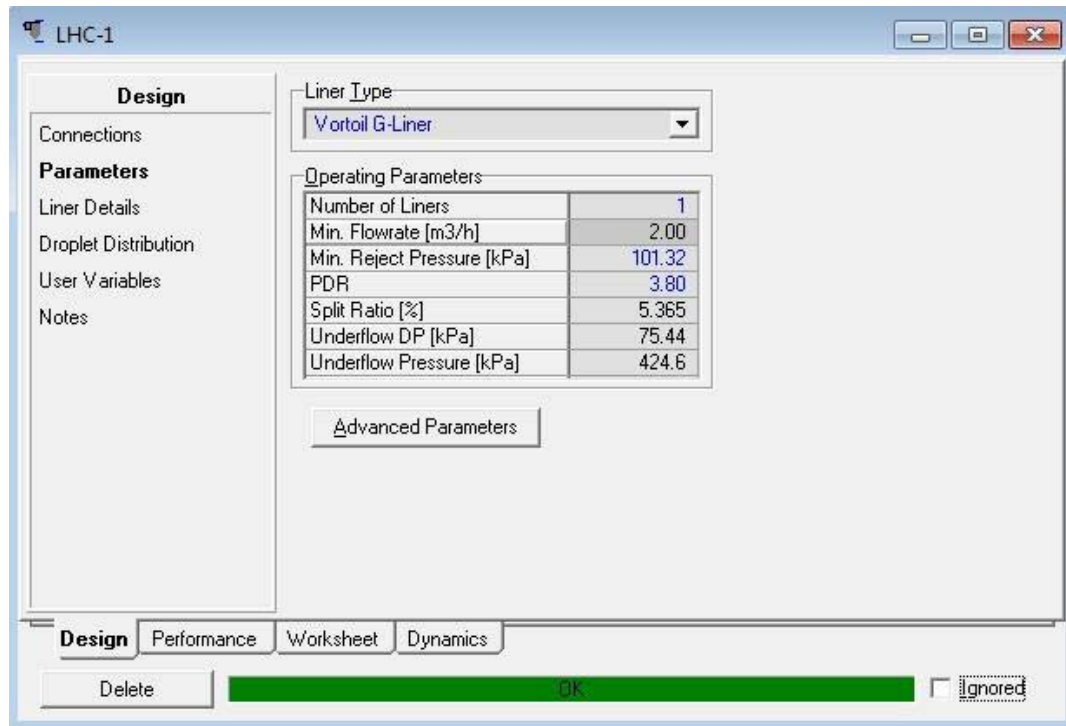 LHC-1
Design
Connections
Parameters
Liner Details
Droplet Distribution
User Variables
Notes
Liner Type
Vortoil G-Liner
Operating Parameters
Number of Liners 1
Min. Flowrate [m3/h] 2.00
Min. Reject Pressure [kPa] 101.32
PDR 3.80
Split Ratio [%] 5.365
Underflow DP [kPa] 75.44
Underflow Pressure [kPa] 424.6
Advanced Parameters
Design Performance Worksheet Dynamics
Delete OK Ignored